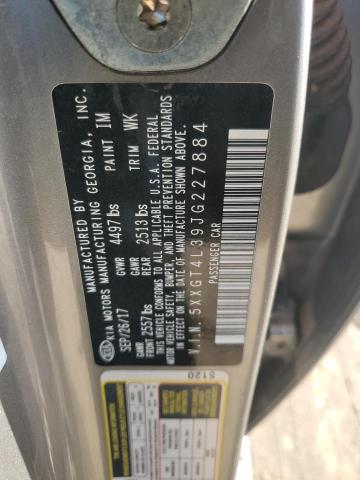 MANUFACTURED BY
KIA MOTORS MANUFACTURING GEORGIA, INC.
SEP/26/17 GVWR 4497lbs PAINT IM
GAWR FRONT 2557lbs GAWR REAR 2513lbs TRIM WK
THIS VEHICLE CONFORMS TO ALL APPLICABLE U.S.A. FEDERAL
MOTOR VEHICLE SAFETY, BUMPER, AND THEFT PREVENTION
STANDARDS IN EFFECT ON THE DATE OF MANUFACTURE SHOWN ABOVE.
V.I.N. 5XXGT4L39JG227884
PASSENGER CAR
5120